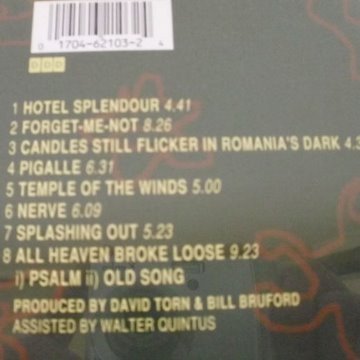 0 1704-62103-2 4
DDD
1 HOTEL SPLENDOUR 4.41
2 FORGET-ME-NOT 8.26
3 CANDLES STILL FLICKER IN ROMANIA'S DARK 4.3
4 PIGALLE 6.31
5 TEMPLE OF THE WINDS 5.00
6 NERVE 6.09
7 SPLASHING OUT 5.23
8 ALL HEAVEN BROKE LOOSE 9.23
i) PSALM ii) OLD SONG
PRODUCED BY DAVID TORN & BILL BRUFORD
ASSISTED BY WALTER QUINTUS